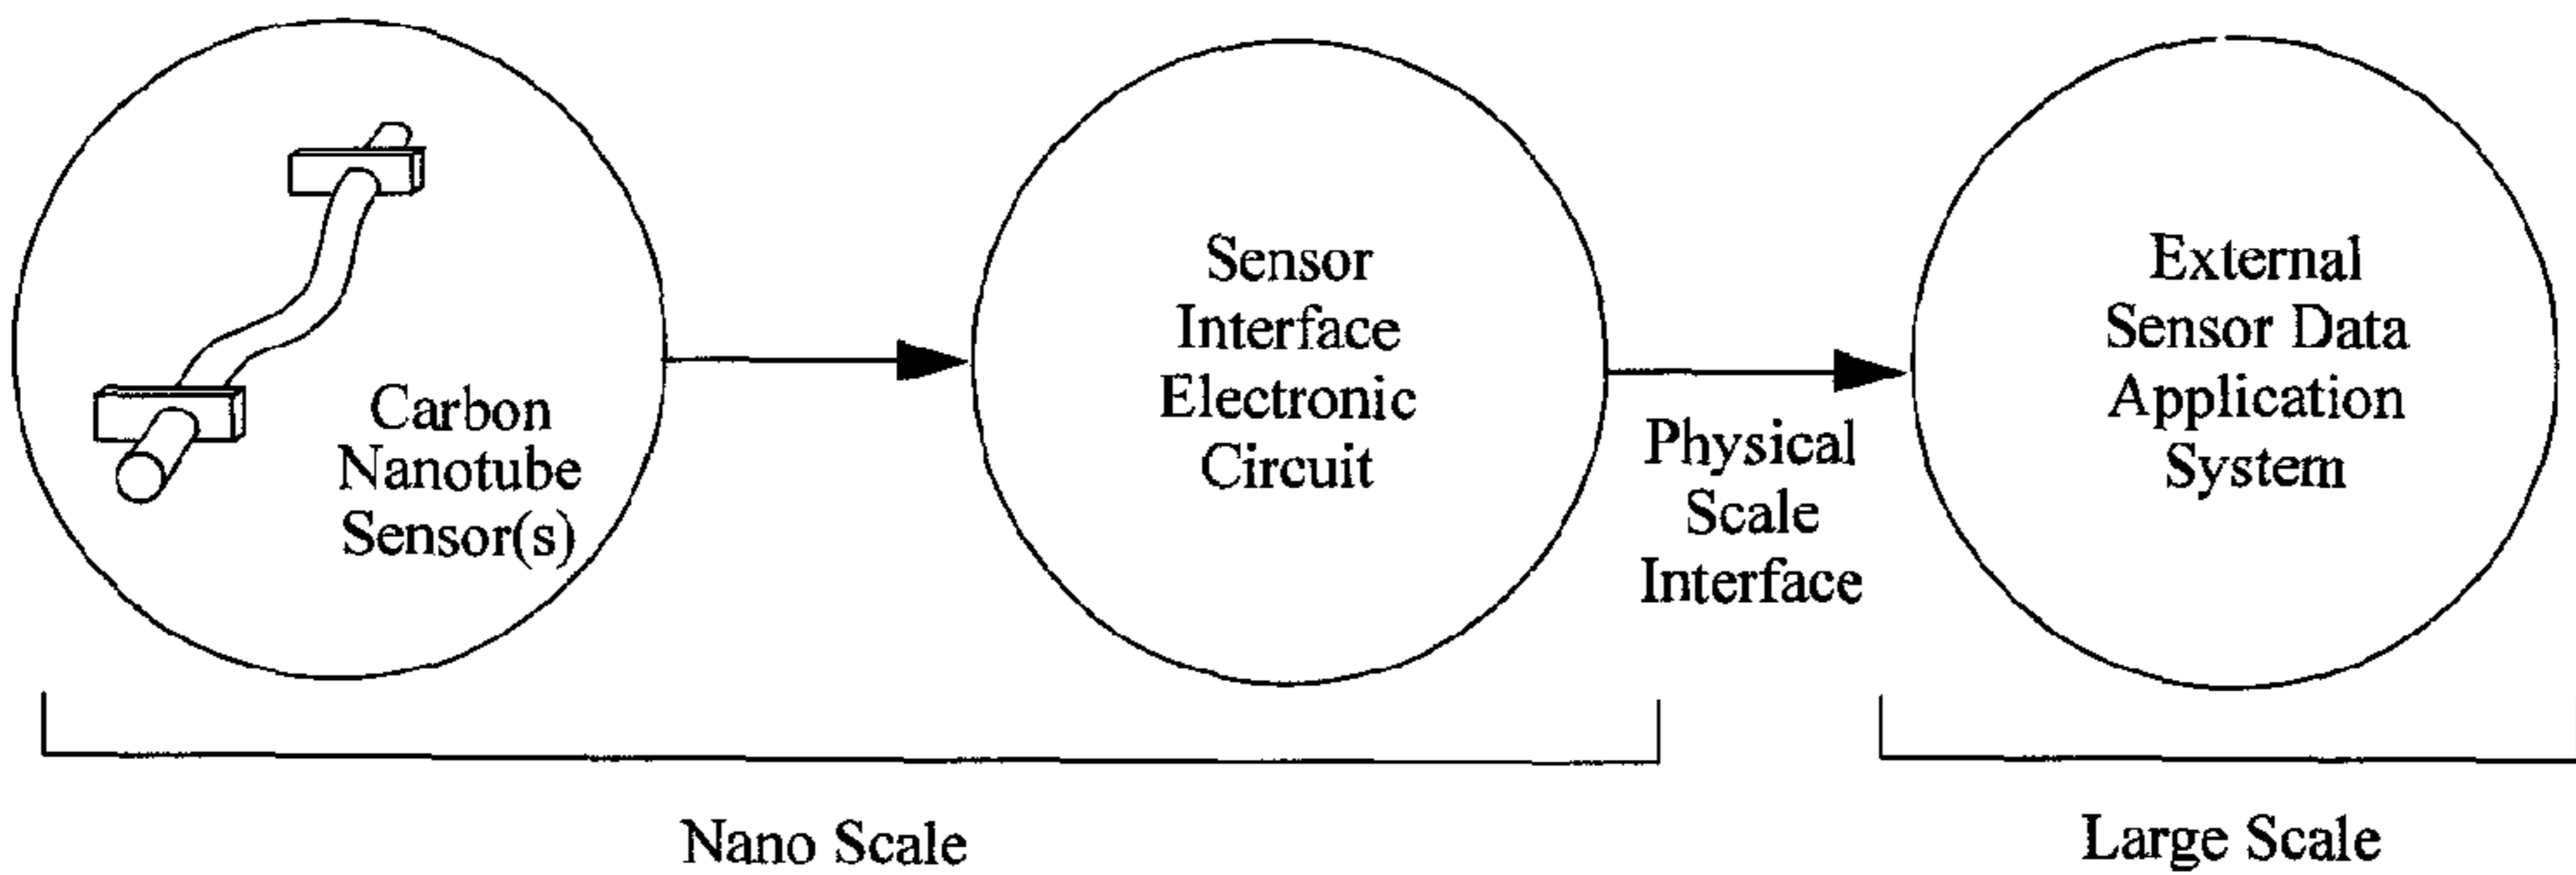 Carbon
Nanotube
Sensor(s)
Sensor
Interface
Electronic
Circuit
Physical
Scale
Interface
External
Sensor Data
Application
System
Nano Scale
Large Scale